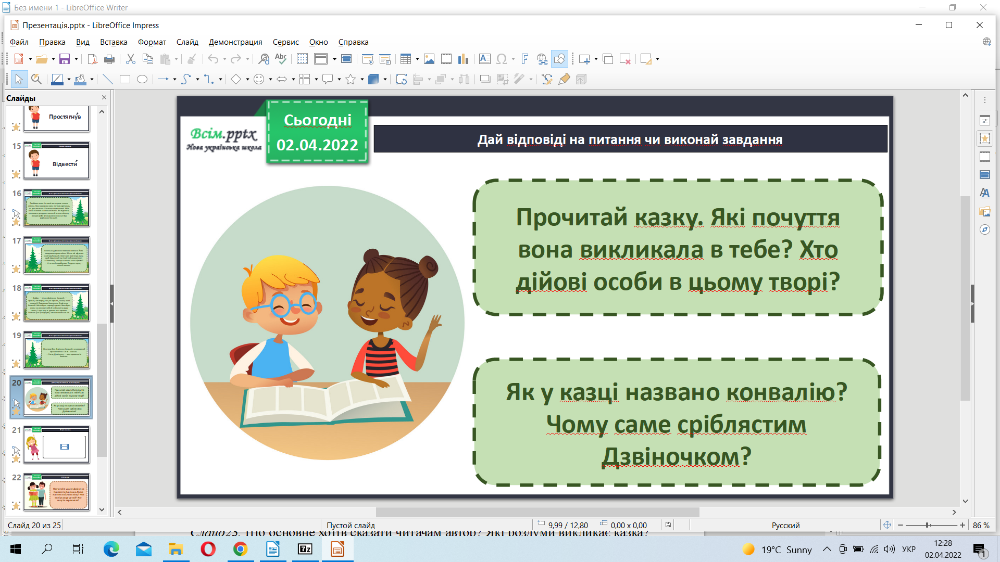 Без имени 1 - LibreOffice Writer
Презентація.pptx - LibreOffice Impress
Файл Правка Вид Вставка Формат Слайд Демонстрация Сервис Окно Справка
Слайды
Простягну́в
15
Відвести́
16
17
18
19
20
21
22
Всім.pptx
Нова українська школа
Сьогодні
02.04.2022
Дай відповіді на питання чи виконай завдання
Прочитай казку. Які почуття
вона викликала в тебе? Хто
дійові особи в цьому творі?
Як у казці названо конвалію?
Чому саме сріблястим
Дзвіночком?
Слайд 20 из 25
Пустой слайд
9,99 / 12,80
0,00 x 0,00
Русский
86 %
Слайд23. Що основне хотів сказати читачам автор? Які роздуми викликає казка?
19°C Sunny
УКР
12:28
02.04.2022
1